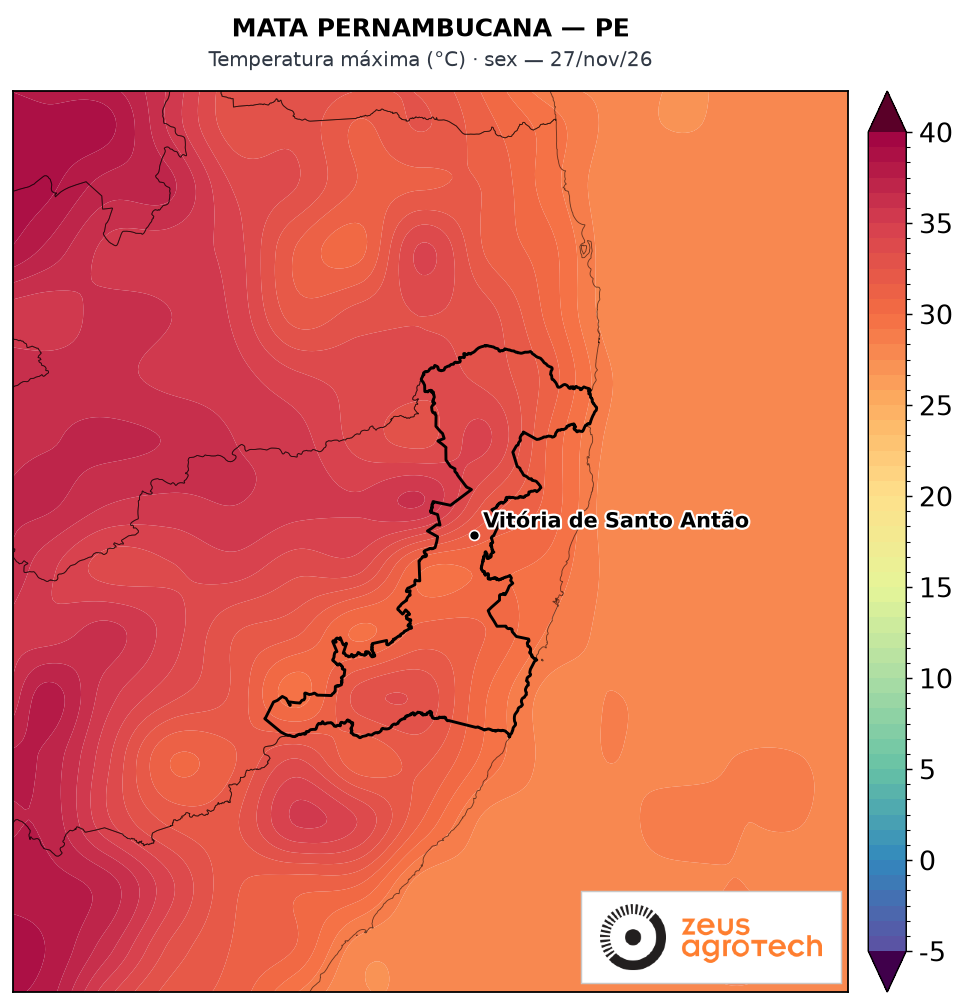 MATA PERNAMBUCANA — PE
Temperatura máxima (°C) · sex — 27/nov/26
40
35
30
25
20
15
10
5
0
-5
Vitória de Santo Antão
zeus
agrotech